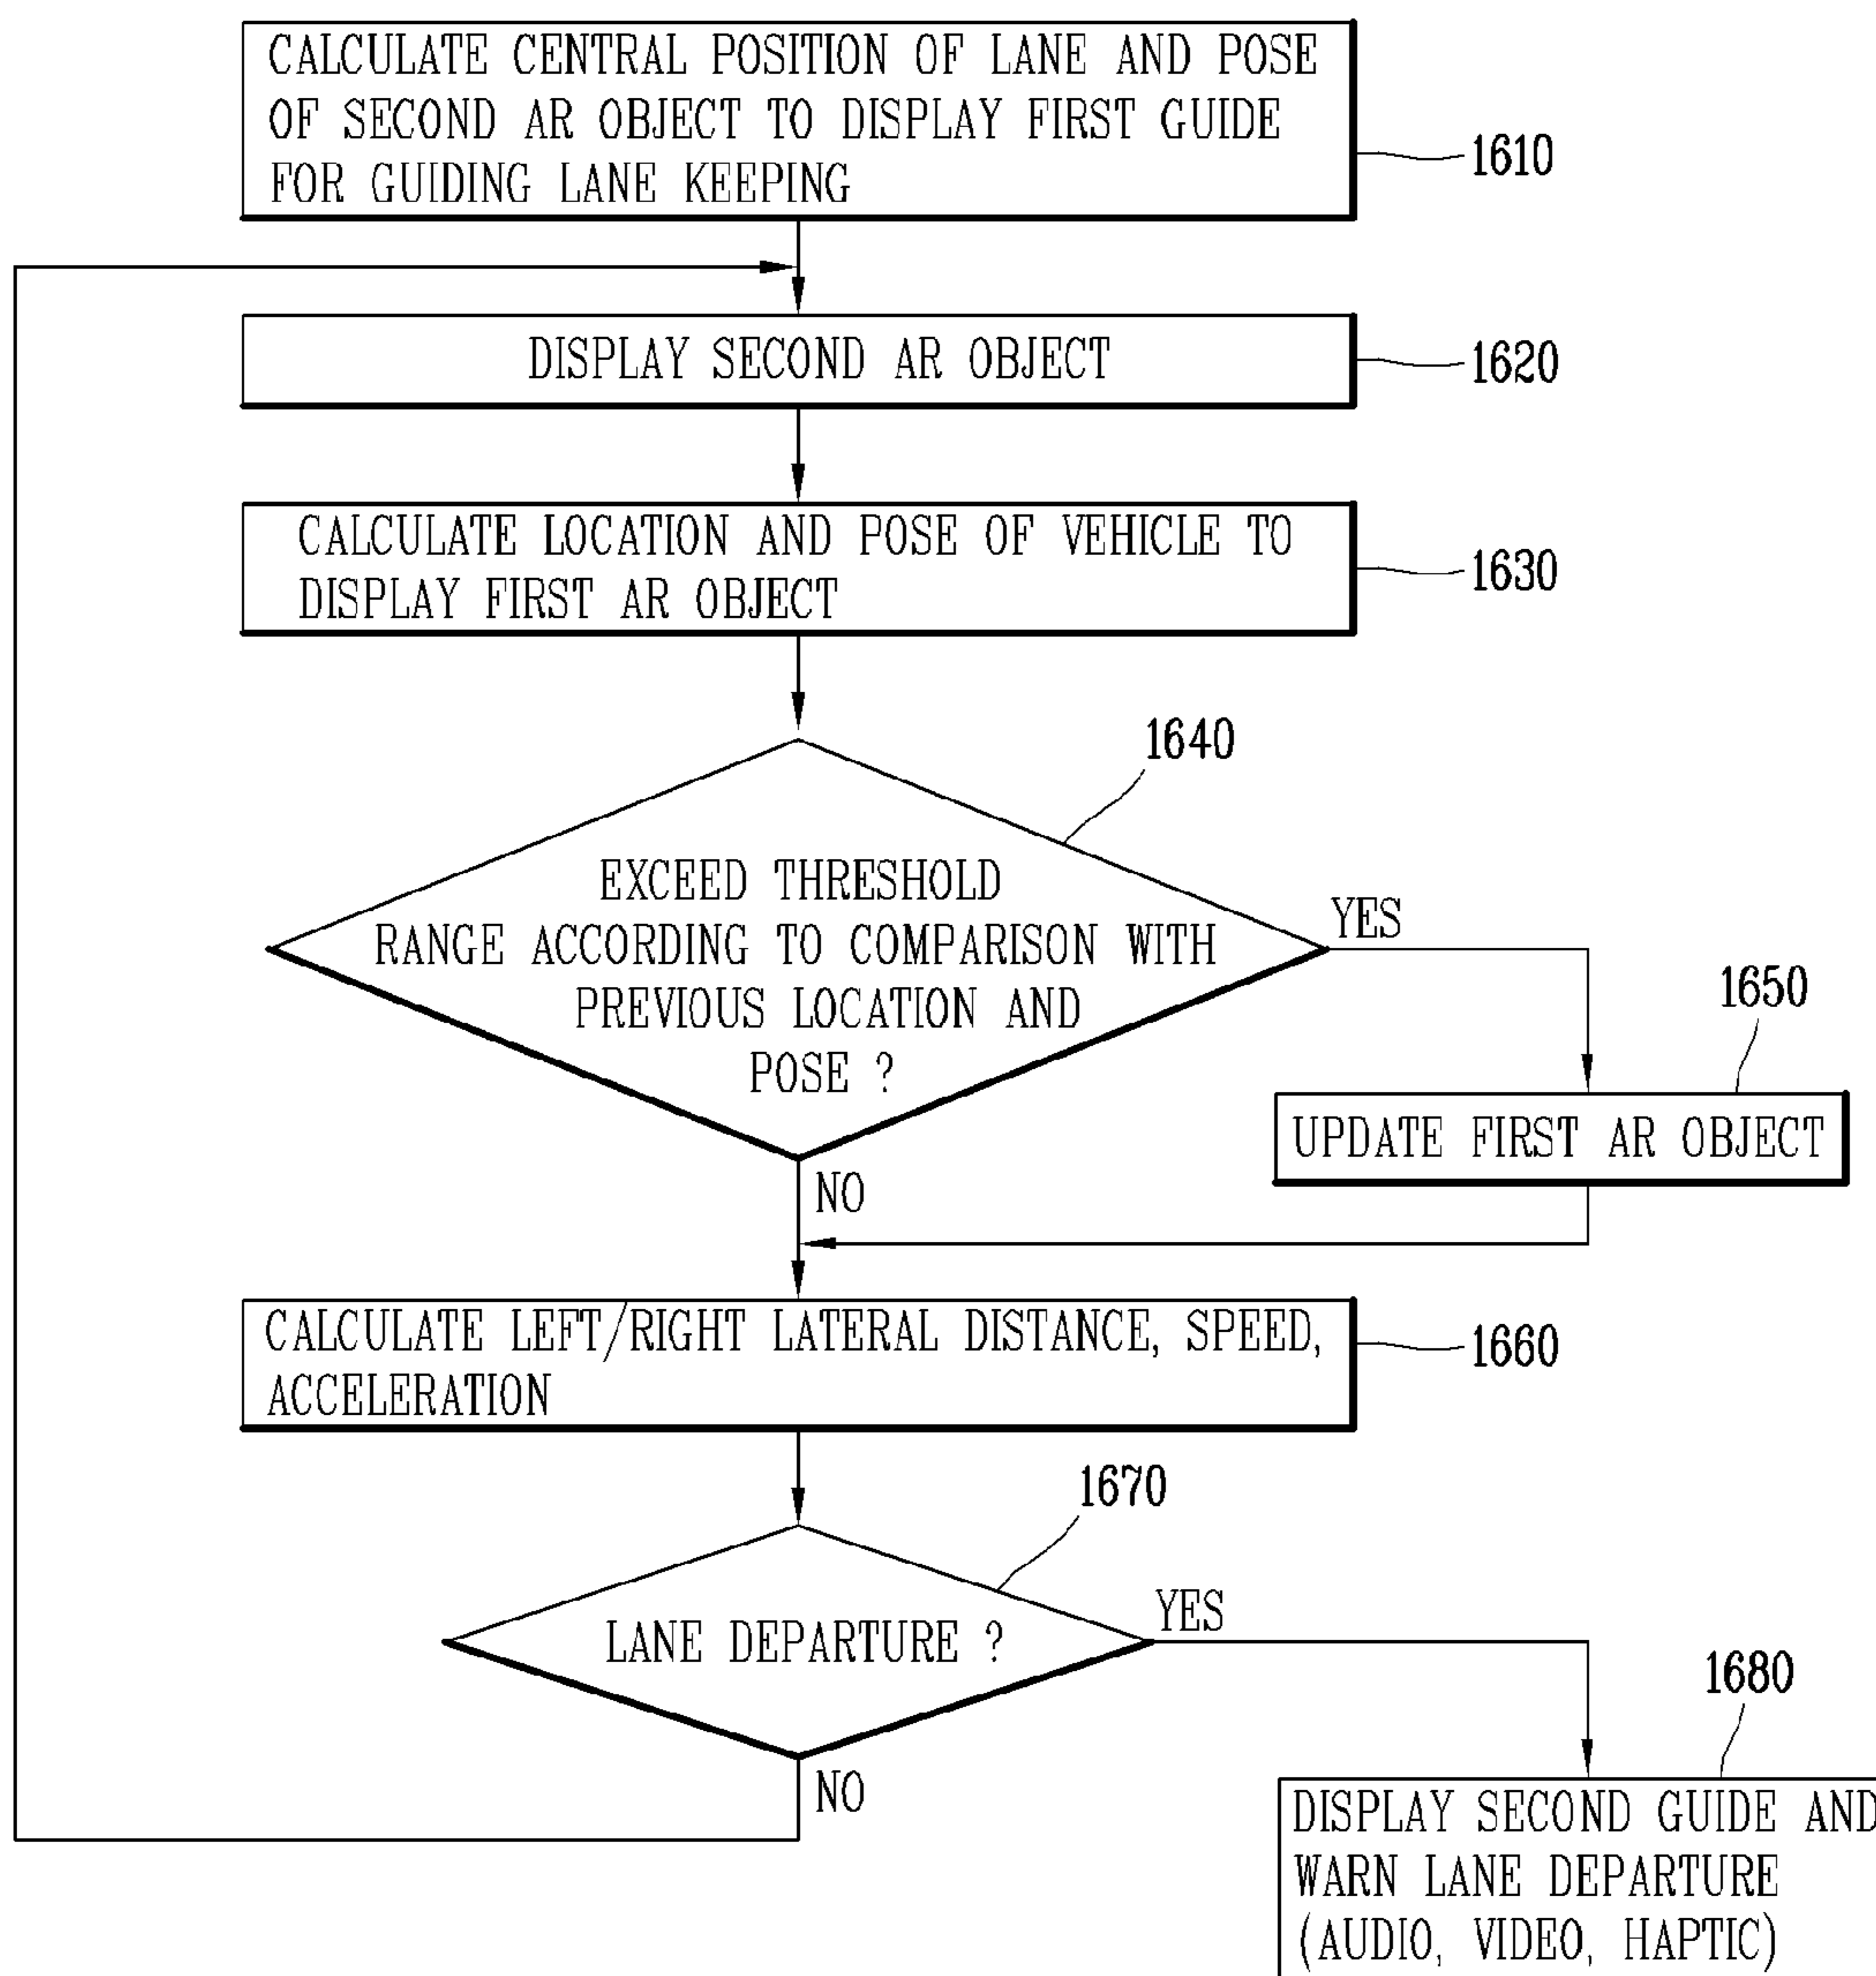 CALCULATE CENTRAL POSITION OF LANE AND POSE
OF SECOND AR OBJECT TO DISPLAY FIRST GUIDE
FOR GUIDING LANE KEEPING
1610
DISPLAY SECOND AR OBJECT
1620
CALCULATE LOCATION AND POSE OF VEHICLE TO
DISPLAY FIRST AR OBJECT
1630
1640
EXCEED THRESHOLD
RANGE ACCORDING TO COMPARISON WITH
PREVIOUS LOCATION AND
POSE ?
YES
1650
UPDATE FIRST AR OBJECT
NO
CALCULATE LEFT/RIGHT LATERAL DISTANCE, SPEED,
ACCELERATION
1660
1670
LANE DEPARTURE ?
YES
1680
NO
DISPLAY SECOND GUIDE AND
WARN LANE DEPARTURE
(AUDIO, VIDEO, HAPTIC)